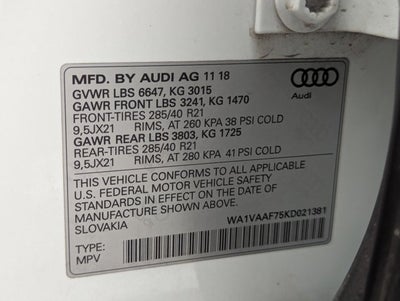 MFD. BY AUDI AG 11 18
GVWR LBS 6647, KG 3015
GAWR FRONT LBS 3241, KG 1470
FRONT-TIRES 285/40 R21
9,5JX21 RIMS, AT 260 KPA 38 PSI COLD
GAWR REAR LBS 3803, KG 1725
REAR-TIRES 285/40 R21
9,5JX21 RIMS, AT 280 KPA 41 PSI COLD
Audi
THIS VEHICLE CONFORMS TO ALL APPLICABLE
U.S. FEDERAL MOTOR VEHICLE SAFETY
STANDARDS IN EFFECT ON THE DATE OF
MANUFACTURE SHOWN ABOVE.
SLOVAKIA
WA1VAAF75KD021381
TYPE:
MPV